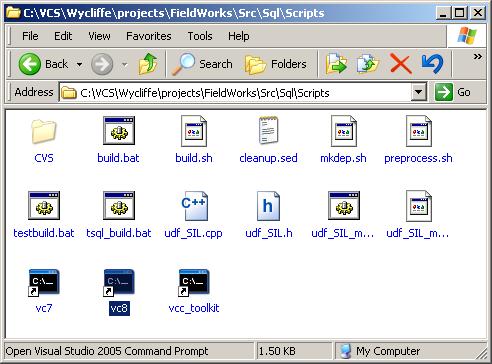 C:\VCS\Wycliffe\projects\FieldWorks\Src\Sql\Scripts
File Edit View Favorites Tools Help
Back Search Folders
Address C:\VCS\Wycliffe\projects\FieldWorks\Src\Sql\Scripts Go
CVS build.bat build.sh cleanup.sed mkdep.sh preprocess.sh
C++ h
testbuild.bat tsql_build.bat udf_SIL.cpp udf_SIL.h udf_SIL_m... udf_SIL_m...
C:\ C:\ C:\
vc7 vc8 vcc_toolkit
Open Visual Studio 2005 Command Prompt 1.50 KB My Computer